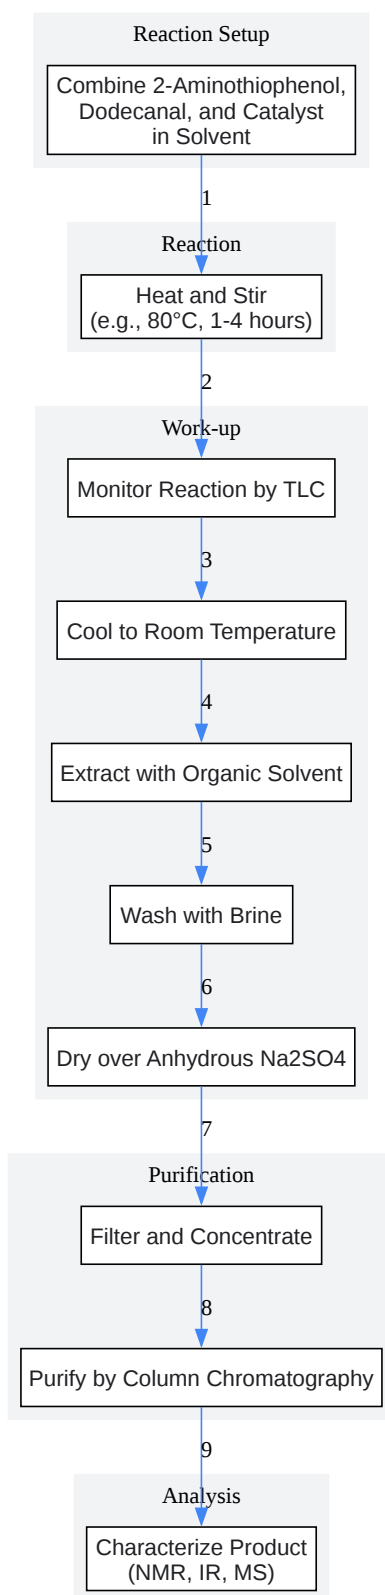 Reaction Setup
Combine 2-Aminothiophenol,
Dodecanal, and Catalyst
in Solvent
1
Reaction
Heat and Stir
(e.g., 80°C, 1-4 hours)
2
Work-up
Monitor Reaction by TLC
3
Cool to Room Temperature
4
Extract with Organic Solvent
5
Wash with Brine
6
Dry over Anhydrous Na2SO4
7
Purification
Filter and Concentrate
8
Purify by Column Chromatography
9
Analysis
Characterize Product
(NMR, IR, MS)